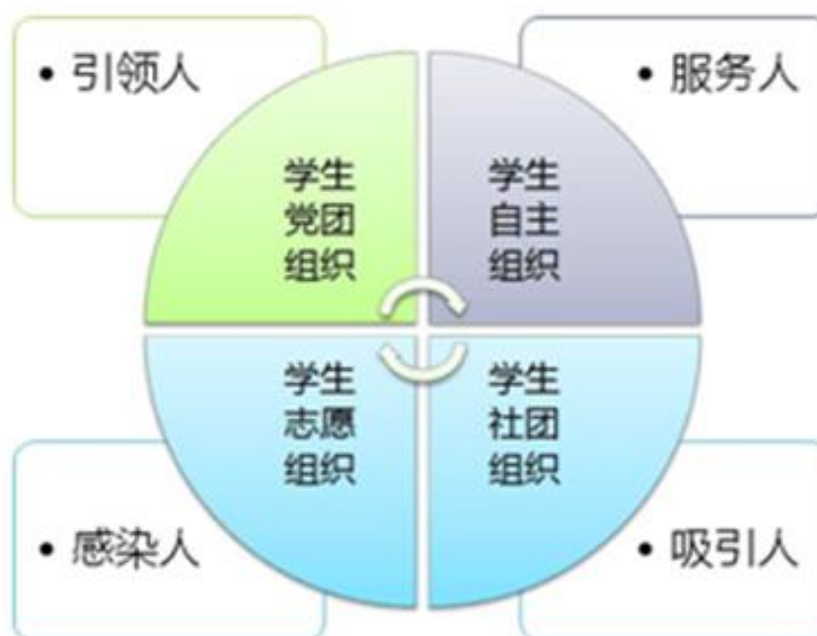 • 引领人
• 服务人
学生
党团
组织
学生
自主
组织
学生
志愿
组织
学生
社团
组织
• 感染人
• 吸引人